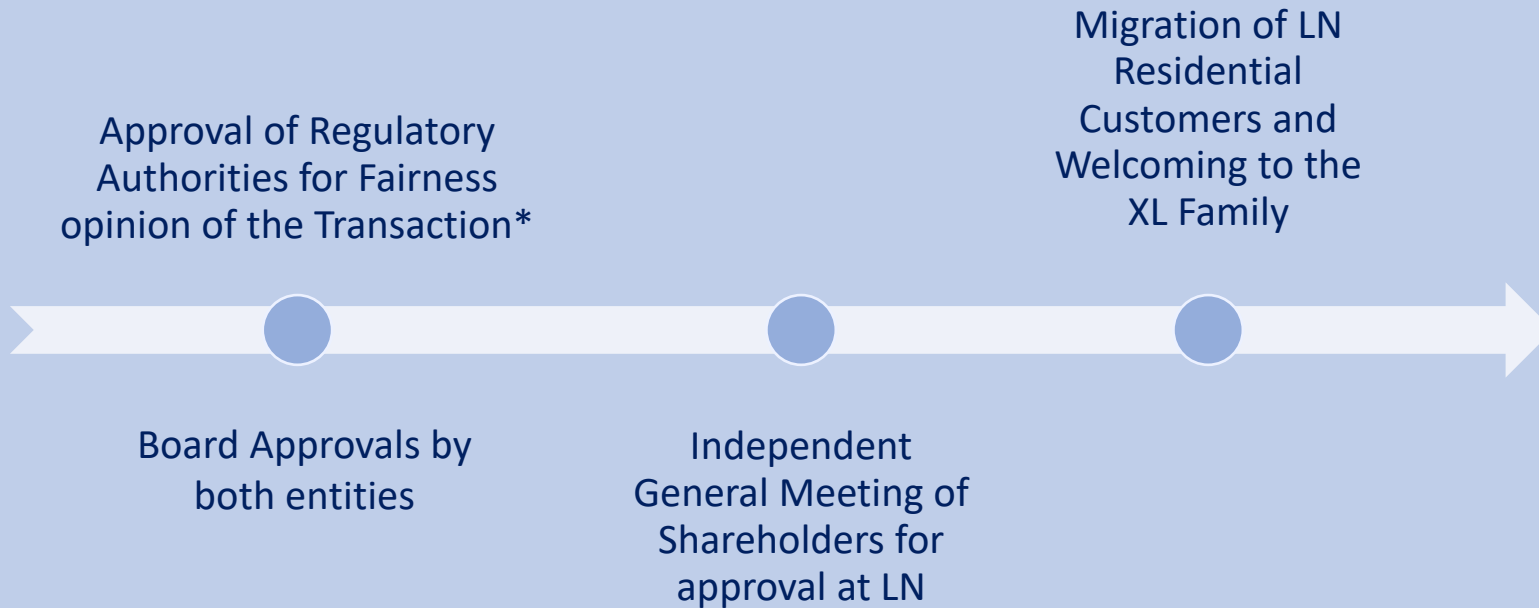 Approval of Regulatory
Authorities for Fairness
opinion of the Transaction*
Board Approvals by
both entities
Independent
General Meeting of
Shareholders for
approval at LN
Migration of LN
Residential
Customers and
Welcoming to the
XL Family